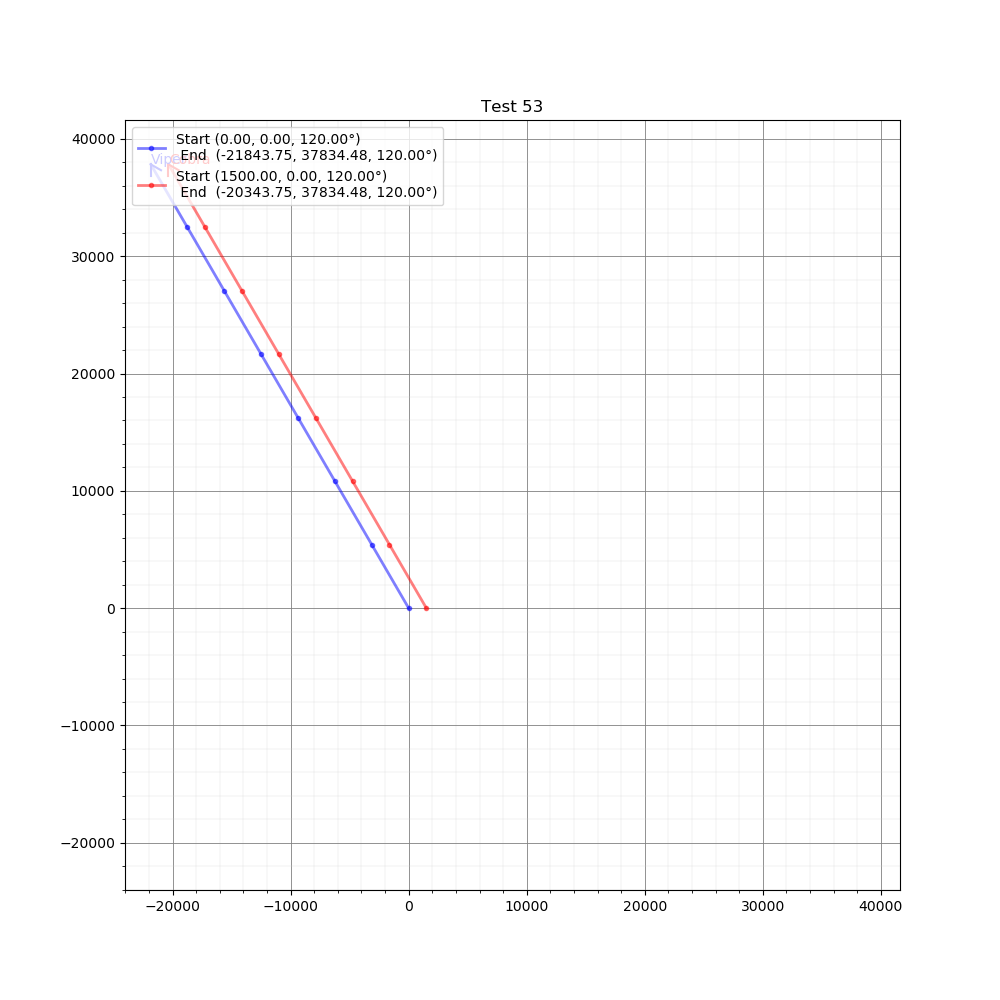 Test 53
Start (0.00, 0.00, 120.00°)
End (-21843.75, 37834.48, 120.00°)
Start (1500.00, 0.00, 120.00°)
End (-20343.75, 37834.48, 120.00°)
40000
30000
20000
10000
0
−10000
−20000
−20000 −10000 0 10000 20000 30000 40000